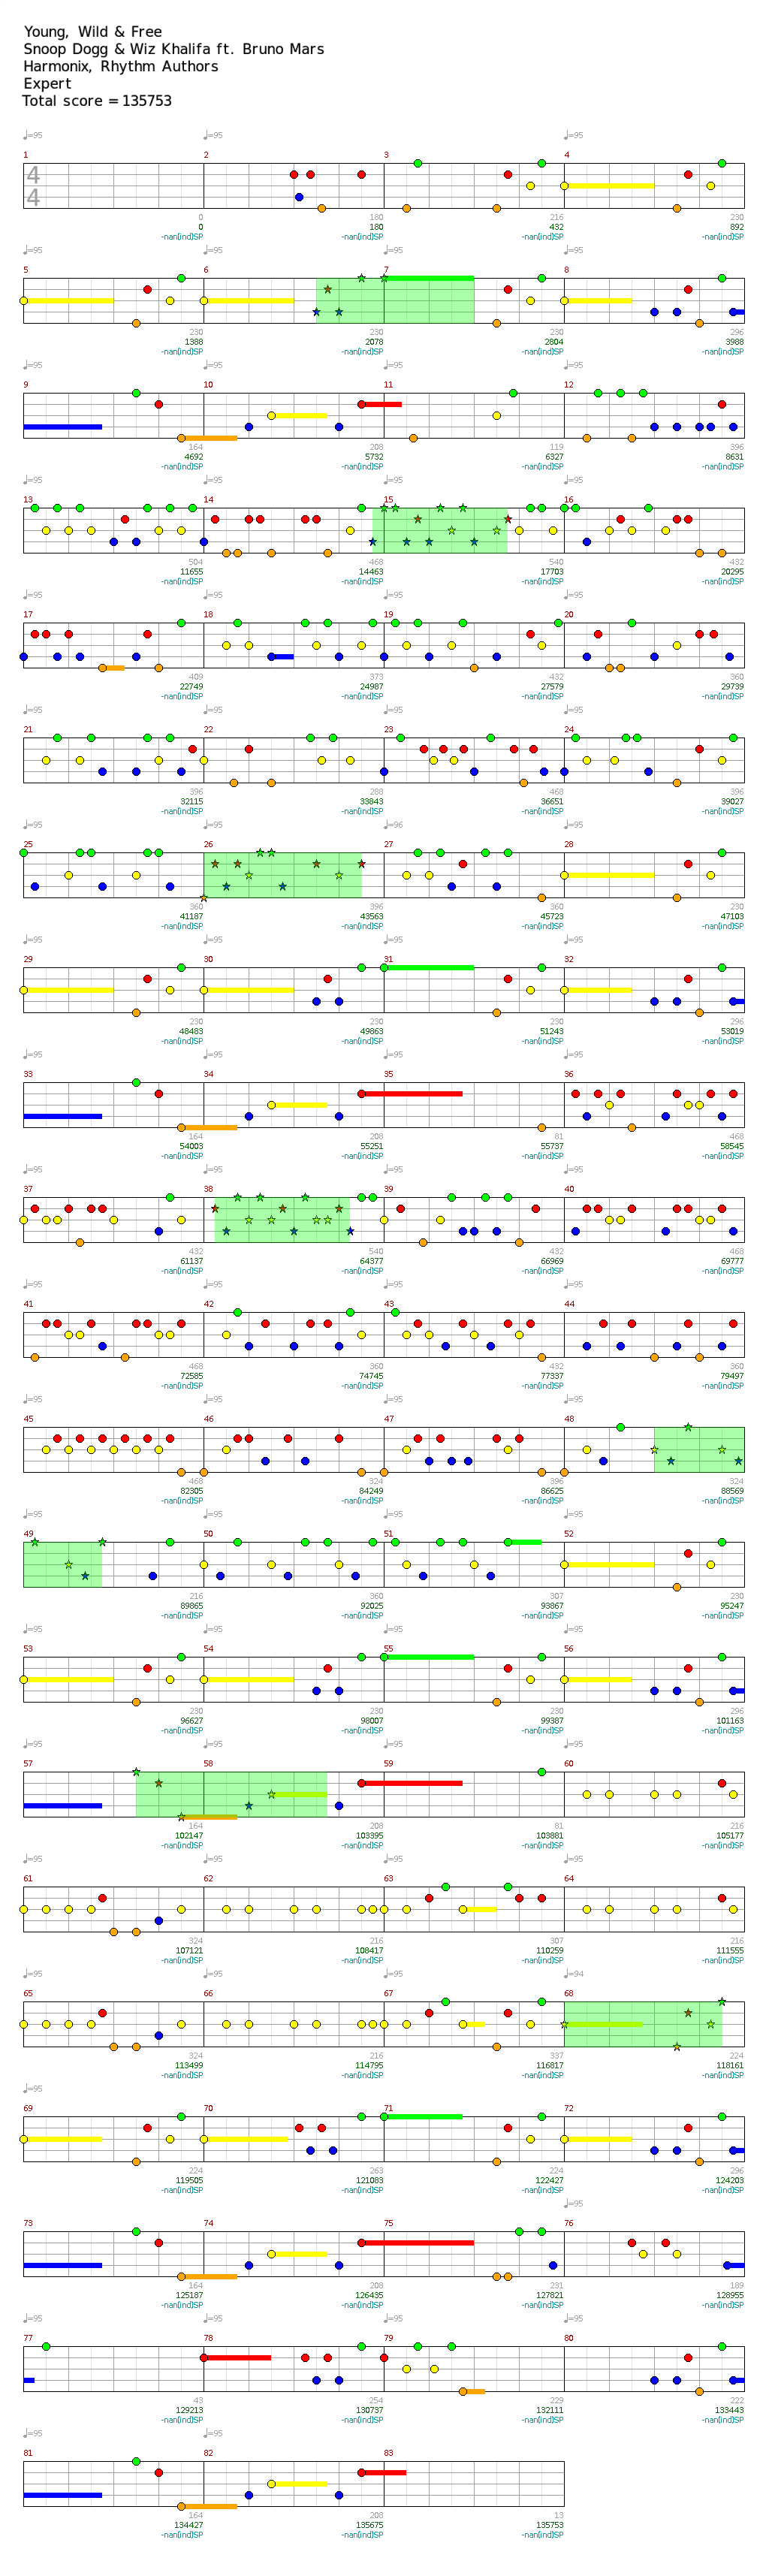 Young, Wild & Free
Snoop Dogg & Wiz Khalifa ft. Bruno Mars
Harmonix, Rhythm Authors
Expert
Total score = 135753
♩=95 ♩=95 ♩=95
1 2 3 4
4
4
0 180 216 230
0 180 432 892
-nan(ind)SP -nan(ind)SP -nan(ind)SP -nan(ind)SP
♩=95 ♩=95 ♩=95 ♩=95
5 6 7 8
230 230 230 296
1388 2078 2804 3988
-nan(ind)SP -nan(ind)SP -nan(ind)SP -nan(ind)SP
♩=95 ♩=95 ♩=95 ♩=95
9 10 11 12
164 208 119 396
4692 5732 6327 8631
-nan(ind)SP -nan(ind)SP -nan(ind)SP -nan(ind)SP
♩=95 ♩=95 ♩=95 ♩=95
13 14 15 16
504 468 540 432
11655 14463 17703 20295
-nan(ind)SP -nan(ind)SP -nan(ind)SP -nan(ind)SP
♩=95 ♩=95 ♩=95 ♩=95
17 18 19 20
409 373 432 360
22749 24987 27579 29739
-nan(ind)SP -nan(ind)SP -nan(ind)SP -nan(ind)SP
♩=95 ♩=95 ♩=95 ♩=95
21 22 23 24
396 288 468 396
32115 33843 36651 39027
-nan(ind)SP -nan(ind)SP -nan(ind)SP -nan(ind)SP
♩=95 ♩=95 ♩=96 ♩=95
25 26 27 28
360 396 360 230
41187 43563 45723 47103
-nan(ind)SP -nan(ind)SP -nan(ind)SP -nan(ind)SP
♩=95 ♩=95 ♩=95 ♩=95
29 30 31 32
230 230 230 296
48483 49863 51243 53019
-nan(ind)SP -nan(ind)SP -nan(ind)SP -nan(ind)SP
♩=95 ♩=95 ♩=95 ♩=95
33 34 35 36
164 208 81 468
54003 55251 55737 58545
-nan(ind)SP -nan(ind)SP -nan(ind)SP -nan(ind)SP
♩=95 ♩=95 ♩=95 ♩=95
37 38 39 40
432 540 432 468
61137 64377 66969 69777
-nan(ind)SP -nan(ind)SP -nan(ind)SP -nan(ind)SP
♩=95 ♩=95 ♩=95 ♩=95
41 42 43 44
468 360 432 360
72585 74745 77337 79497
-nan(ind)SP -nan(ind)SP -nan(ind)SP -nan(ind)SP
♩=95 ♩=95 ♩=95 ♩=95
45 46 47 48
468 324 396 324
82305 84249 86625 88569
-nan(ind)SP -nan(ind)SP -nan(ind)SP -nan(ind)SP
♩=95 ♩=95 ♩=95 ♩=95
49 50 51 52
216 360 307 230
89865 92025 93867 95247
-nan(ind)SP -nan(ind)SP -nan(ind)SP -nan(ind)SP
♩=95 ♩=95 ♩=95 ♩=95
53 54 55 56
230 230 230 296
96627 98007 99387 101163
-nan(ind)SP -nan(ind)SP -nan(ind)SP -nan(ind)SP
♩=95 ♩=95 ♩=95 ♩=95
57 58 59 60
164 208 81 216
102147 103395 103881 105177
-nan(ind)SP -nan(ind)SP -nan(ind)SP -nan(ind)SP
♩=95 ♩=95 ♩=95 ♩=95
61 62 63 64
324 216 307 216
107121 108417 110259 111555
-nan(ind)SP -nan(ind)SP -nan(ind)SP -nan(ind)SP
♩=95 ♩=95 ♩=95 ♩=94
65 66 67 68
324 216 337 224
113499 114795 116817 118161
-nan(ind)SP -nan(ind)SP -nan(ind)SP -nan(ind)SP
♩=95
69 70 71 72
224 263 224 296
119505 121083 122427 124203
-nan(ind)SP -nan(ind)SP -nan(ind)SP -nan(ind)SP
♩=95
73 74 75 76
164 208 231 189
125187 126435 127821 128955
-nan(ind)SP -nan(ind)SP -nan(ind)SP -nan(ind)SP
♩=95 ♩=95 ♩=95
77 78 79 80
43 254 229 222
129213 130737 132111 133443
-nan(ind)SP -nan(ind)SP -nan(ind)SP -nan(ind)SP
♩=95 ♩=95
81 82 83
164 208 13
134427 135675 135753
-nan(ind)SP -nan(ind)SP -nan(ind)SP